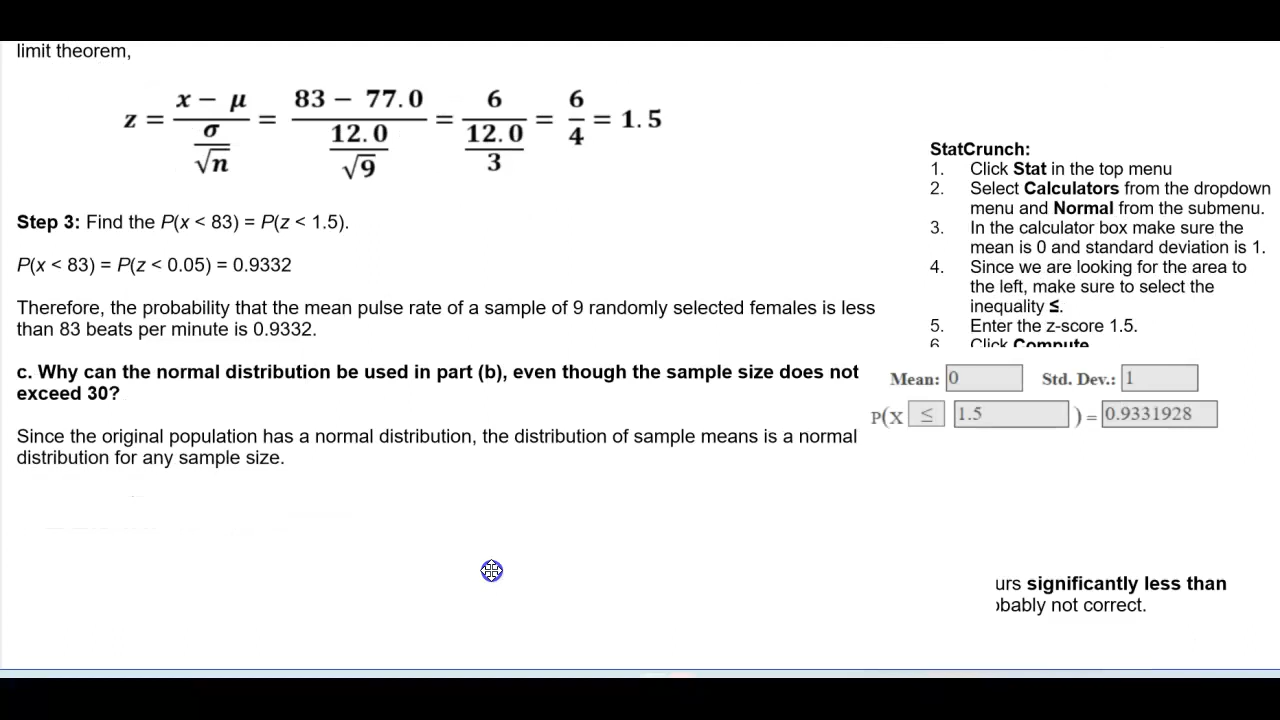 limit theorem,
z = x − μ / σ/√n = 83 − 77.0 / 12.0/√9 = 6 / 12.0/3 = 6/4 = 1.5
StatCrunch:
1. Click Stat in the top menu
2. Select Calculators from the dropdown
menu and Normal from the submenu.
3. In the calculator box make sure the
mean is 0 and standard deviation is 1.
4. Since we are looking for the area to
the left, make sure to select the
inequality ≤.
5. Enter the z-score 1.5.
6. Click Compute
Step 3: Find the P(x < 83) = P(z < 1.5).
P(x < 83) = P(z < 0.05) = 0.9332
Therefore, the probability that the mean pulse rate of a sample of 9 randomly selected females is less
than 83 beats per minute is 0.9332.
c. Why can the normal distribution be used in part (b), even though the sample size does not
exceed 30?
Mean: 0 Std. Dev.: 1
P(X ≤ 1.5 ) = 0.9331928
Since the original population has a normal distribution, the distribution of sample means is a normal
distribution for any sample size.
urs significantly less than
bably not correct.